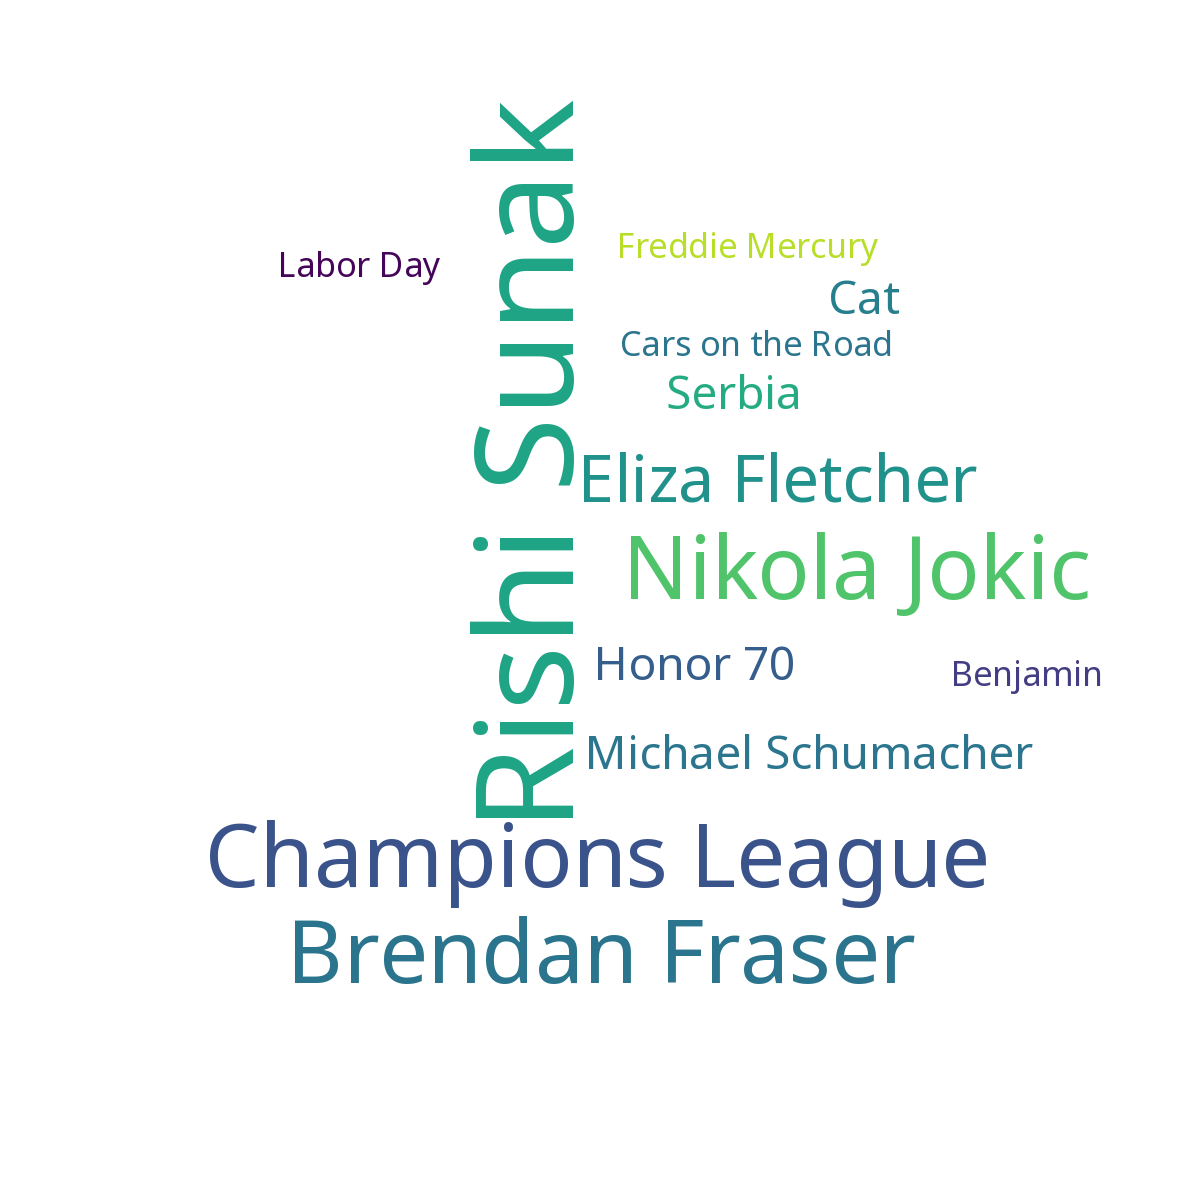 Rishi Sunak
Labor Day
Freddie Mercury
Cat
Cars on the Road
Serbia
Eliza Fletcher
Nikola Jokic
Honor 70
Benjamin
Michael Schumacher
Champions League
Brendan Fraser